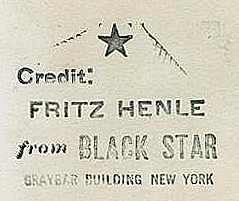 Credit:
FRITZ HENLE
from BLACK STAR
GRAYBAR BUILDING NEW YORK